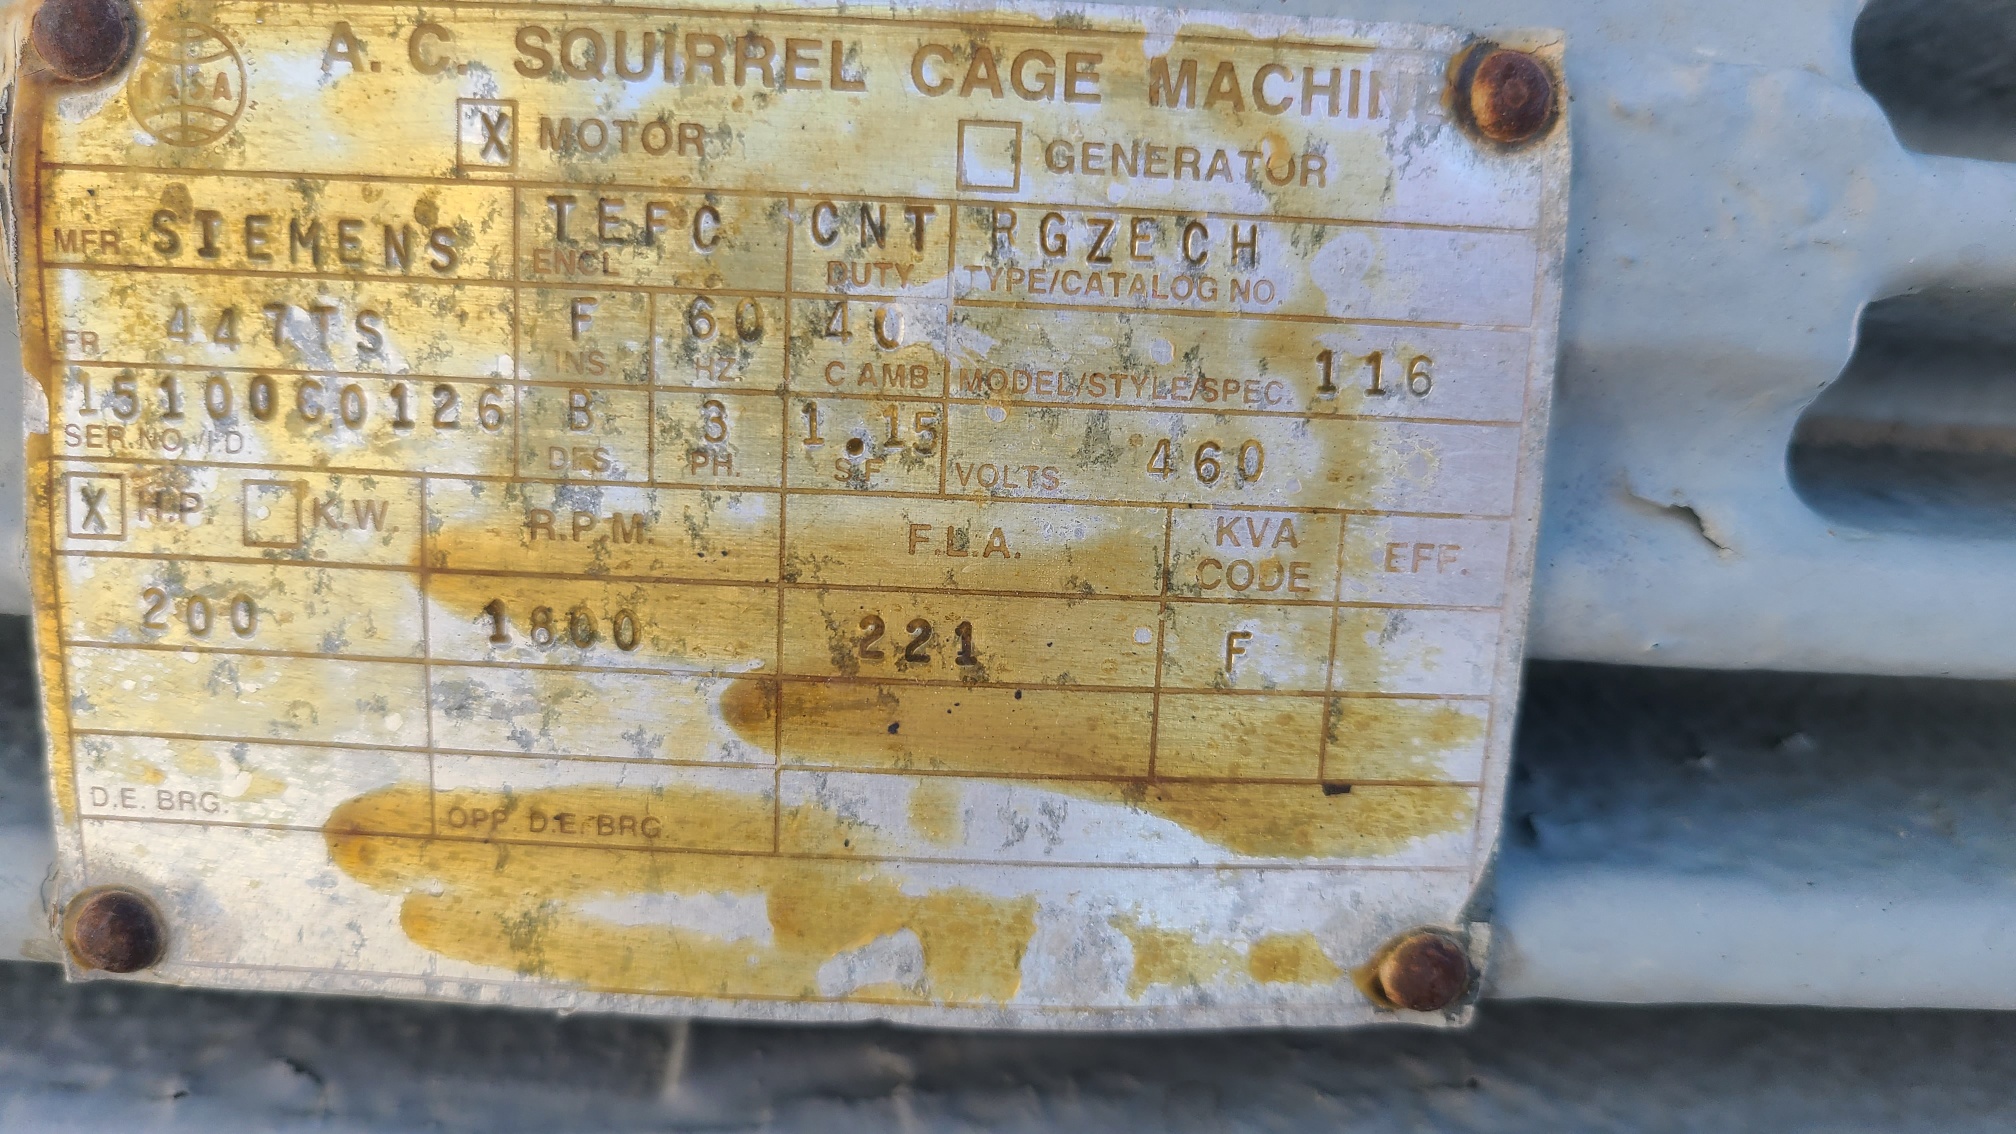 EASA
A. C. SQUIRREL CAGE MACHINE
X MOTOR GENERATOR
MFR. SIEMENS TEFC ENCL CNT DUTY RGZECH TYPE/CATALOG NO.
FR. 447TS F INS. 60 HZ. 40 C AMB MODEL/STYLE/SPEC. 116
15100C0126 SER. NO./I.D. B DES. 3 PH. 1.15 S.F. VOLTS 460
X H.P. K.W. R.P.M. F.L.A. KVA CODE EFF.
200 1800 221 F
D.E. BRG. OPP. D.E. BRG.